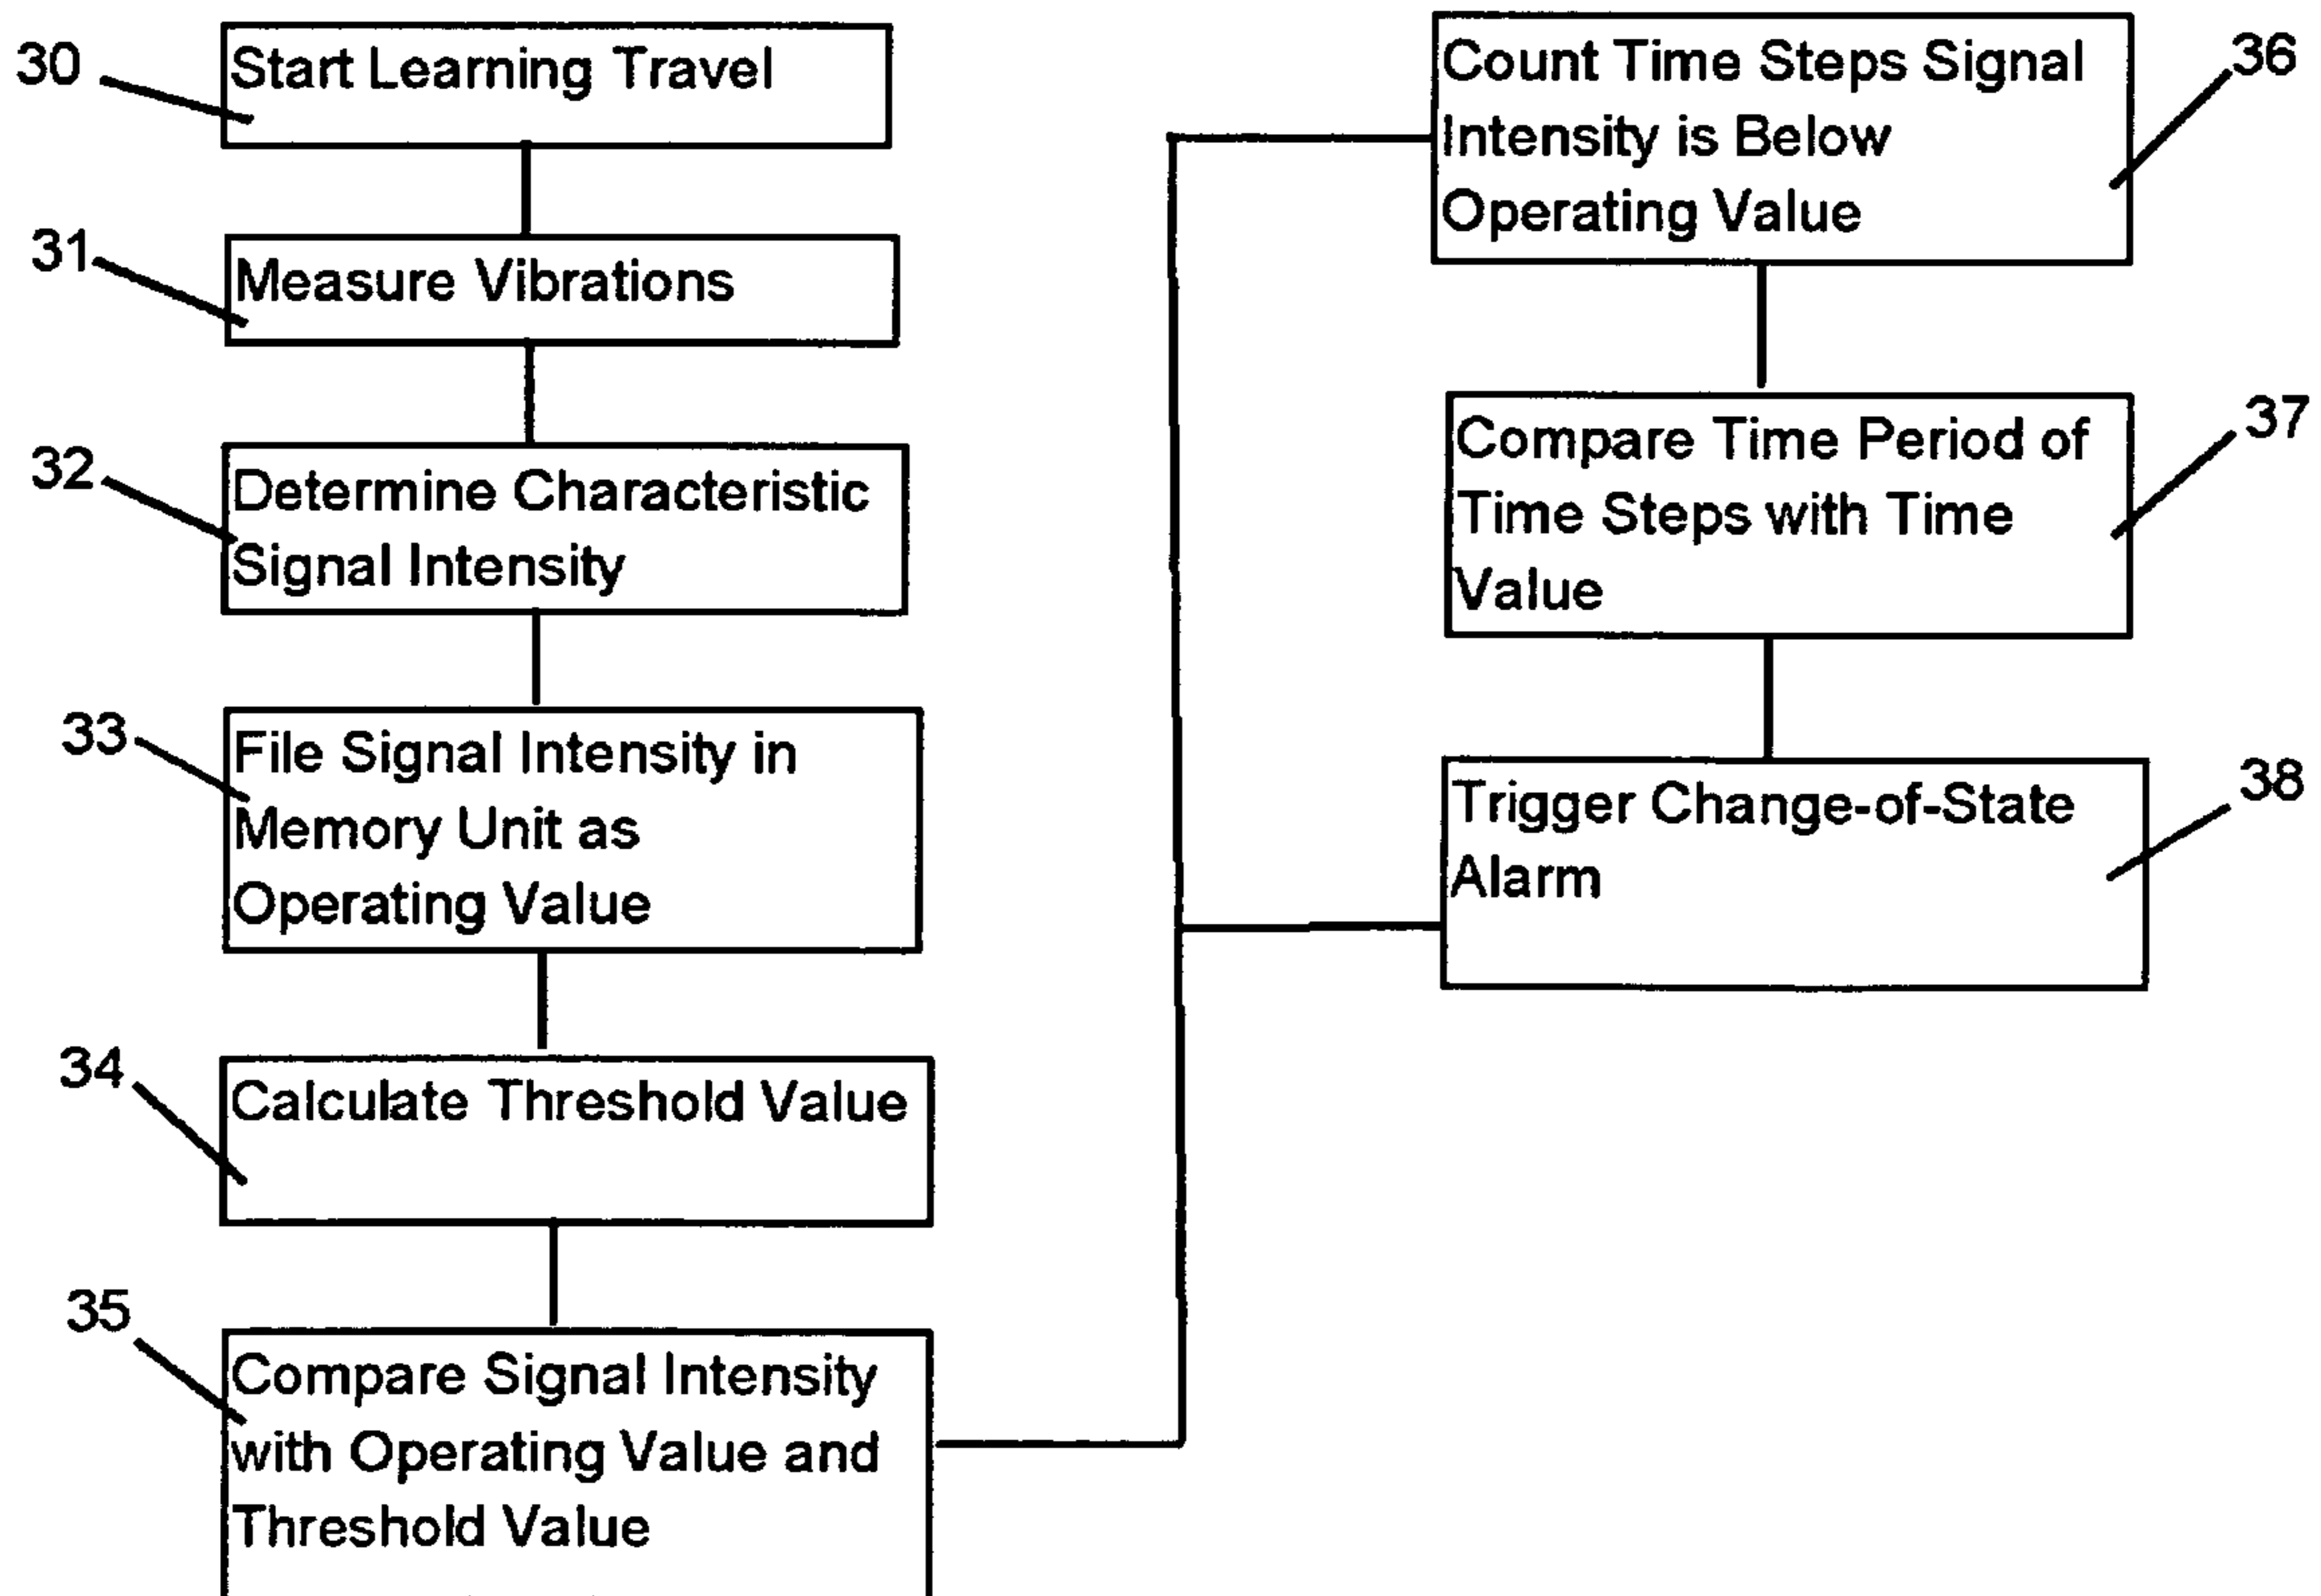 30
Start Learning Travel
31
Measure Vibrations
32
Determine Characteristic
Signal Intensity
33
File Signal Intensity in
Memory Unit as
Operating Value
34
Calculate Threshold Value
35
Compare Signal Intensity
with Operating Value and
Threshold Value
36
Count Time Steps Signal
Intensity is Below
Operating Value
37
Compare Time Period of
Time Steps with Time
Value
38
Trigger Change-of-State
Alarm